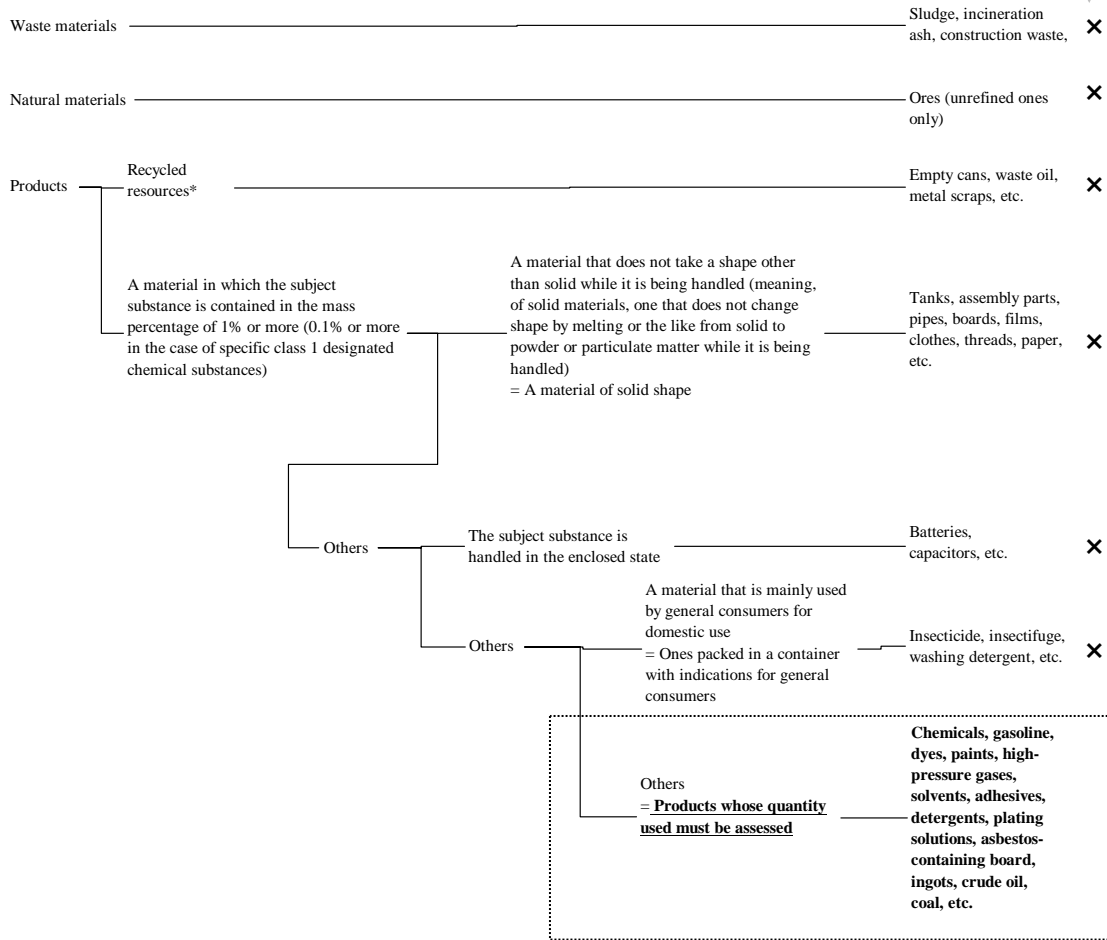 Waste materials
Sludge, incineration
ash, construction waste,
×
Natural materials
Ores (unrefined ones
only)
×
Products
Recycled
resources*
Empty cans, waste oil,
metal scraps, etc.
×
A material in which the subject
substance is contained in the mass
percentage of 1% or more (0.1% or more
in the case of specific class 1 designated
chemical substances)
A material that does not take a shape other
than solid while it is being handled (meaning,
of solid materials, one that does not change
shape by melting or the like from solid to
powder or particulate matter while it is being
handled)
= A material of solid shape
Tanks, assembly parts,
pipes, boards, films,
clothes, threads, paper,
etc.
×
Others
The subject substance is
handled in the enclosed state
Batteries,
capacitors, etc.
×
Others
A material that is mainly used
by general consumers for
domestic use
= Ones packed in a container
with indications for general
consumers
Insecticide, insectifuge,
washing detergent, etc.
×
Others
= Products whose quantity
used must be assessed
Chemicals, gasoline,
dyes, paints, high-
pressure gases,
solvents, adhesives,
detergents, plating
solutions, asbestos-
containing board,
ingots, crude oil,
coal, etc.